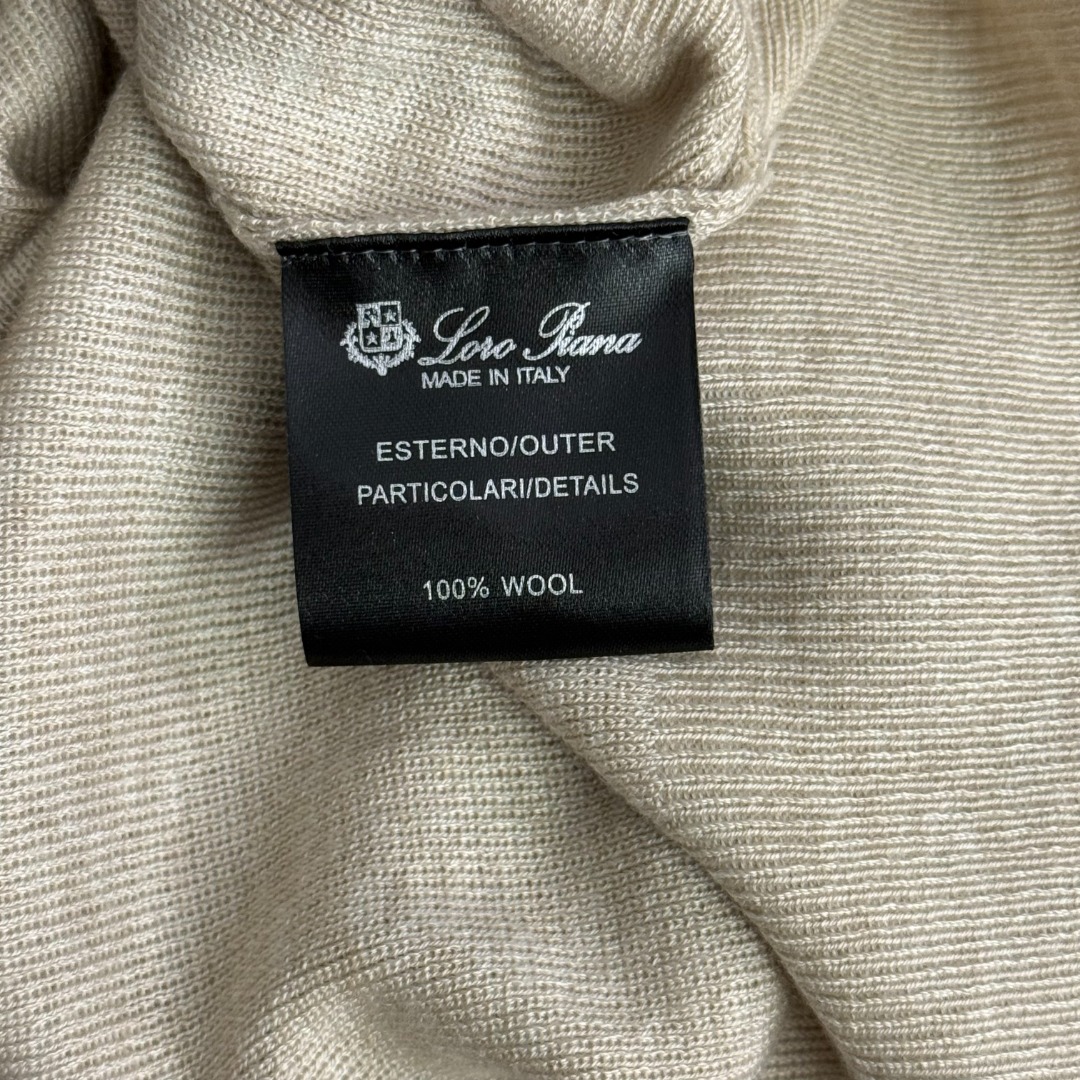 Loro Piana
MADE IN ITALY
ESTERNO/OUTER
PARTICOLARI/DETAILS
100% WOOL